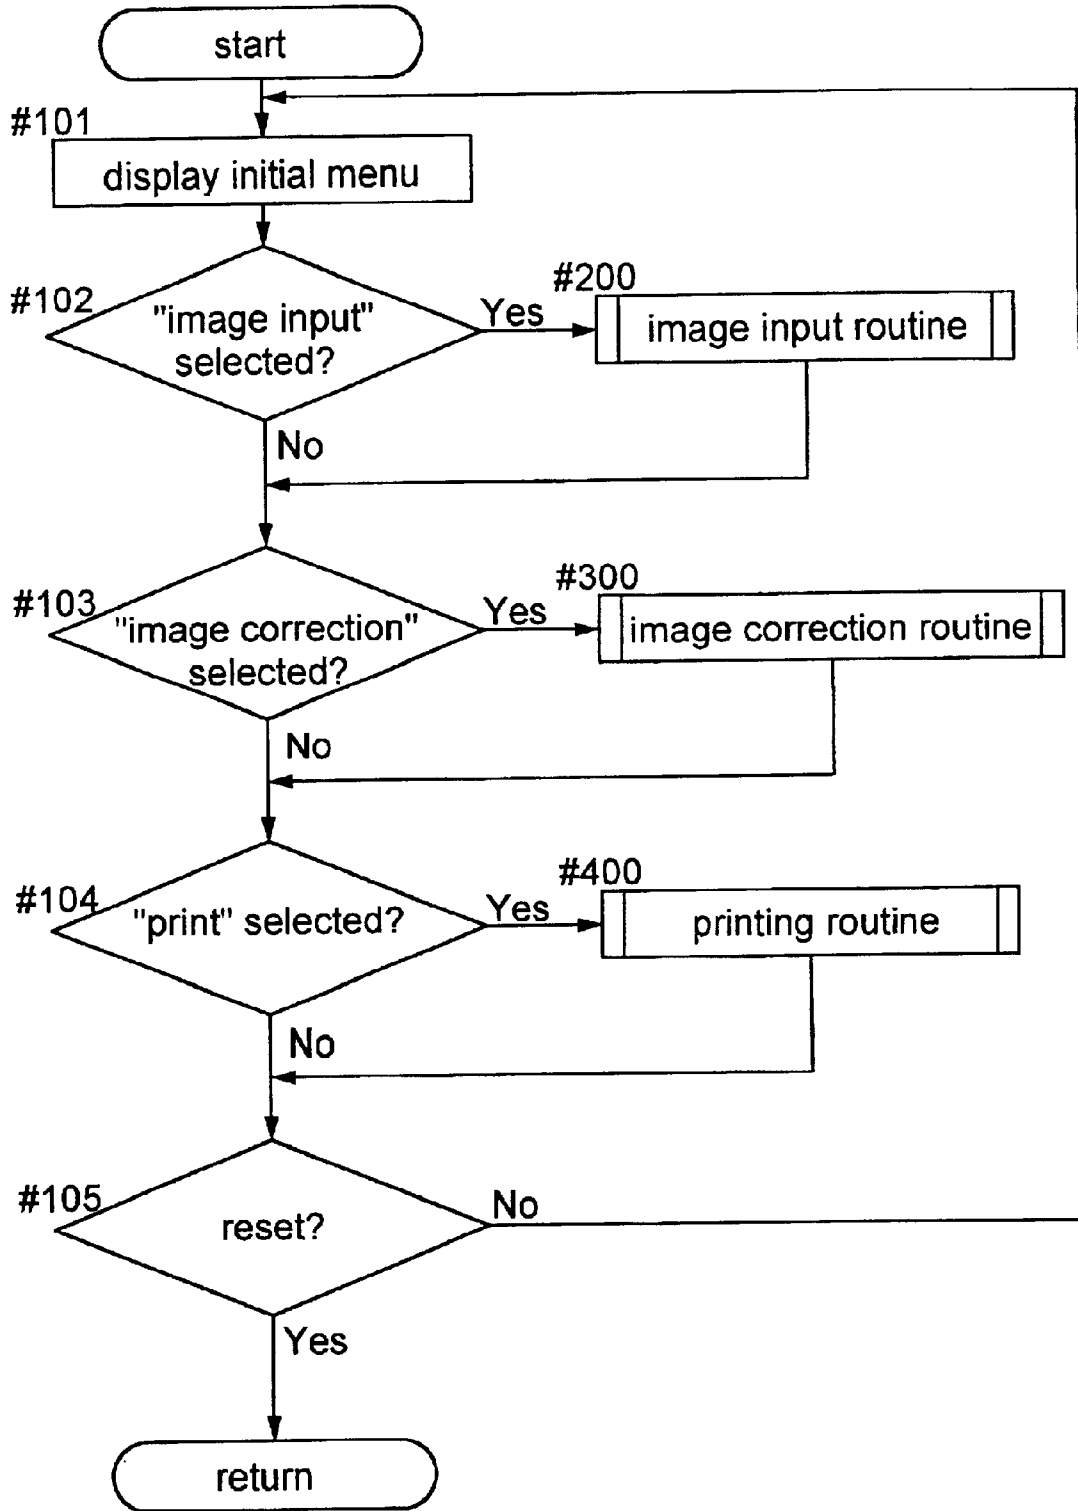 start
#101
display initial menu
#102
"image input"
selected?
Yes
#200
image input routine
No
#103
"image correction"
selected?
Yes
#300
image correction routine
No
#104
"print" selected?
Yes
#400
printing routine
No
#105
reset?
No
Yes
return